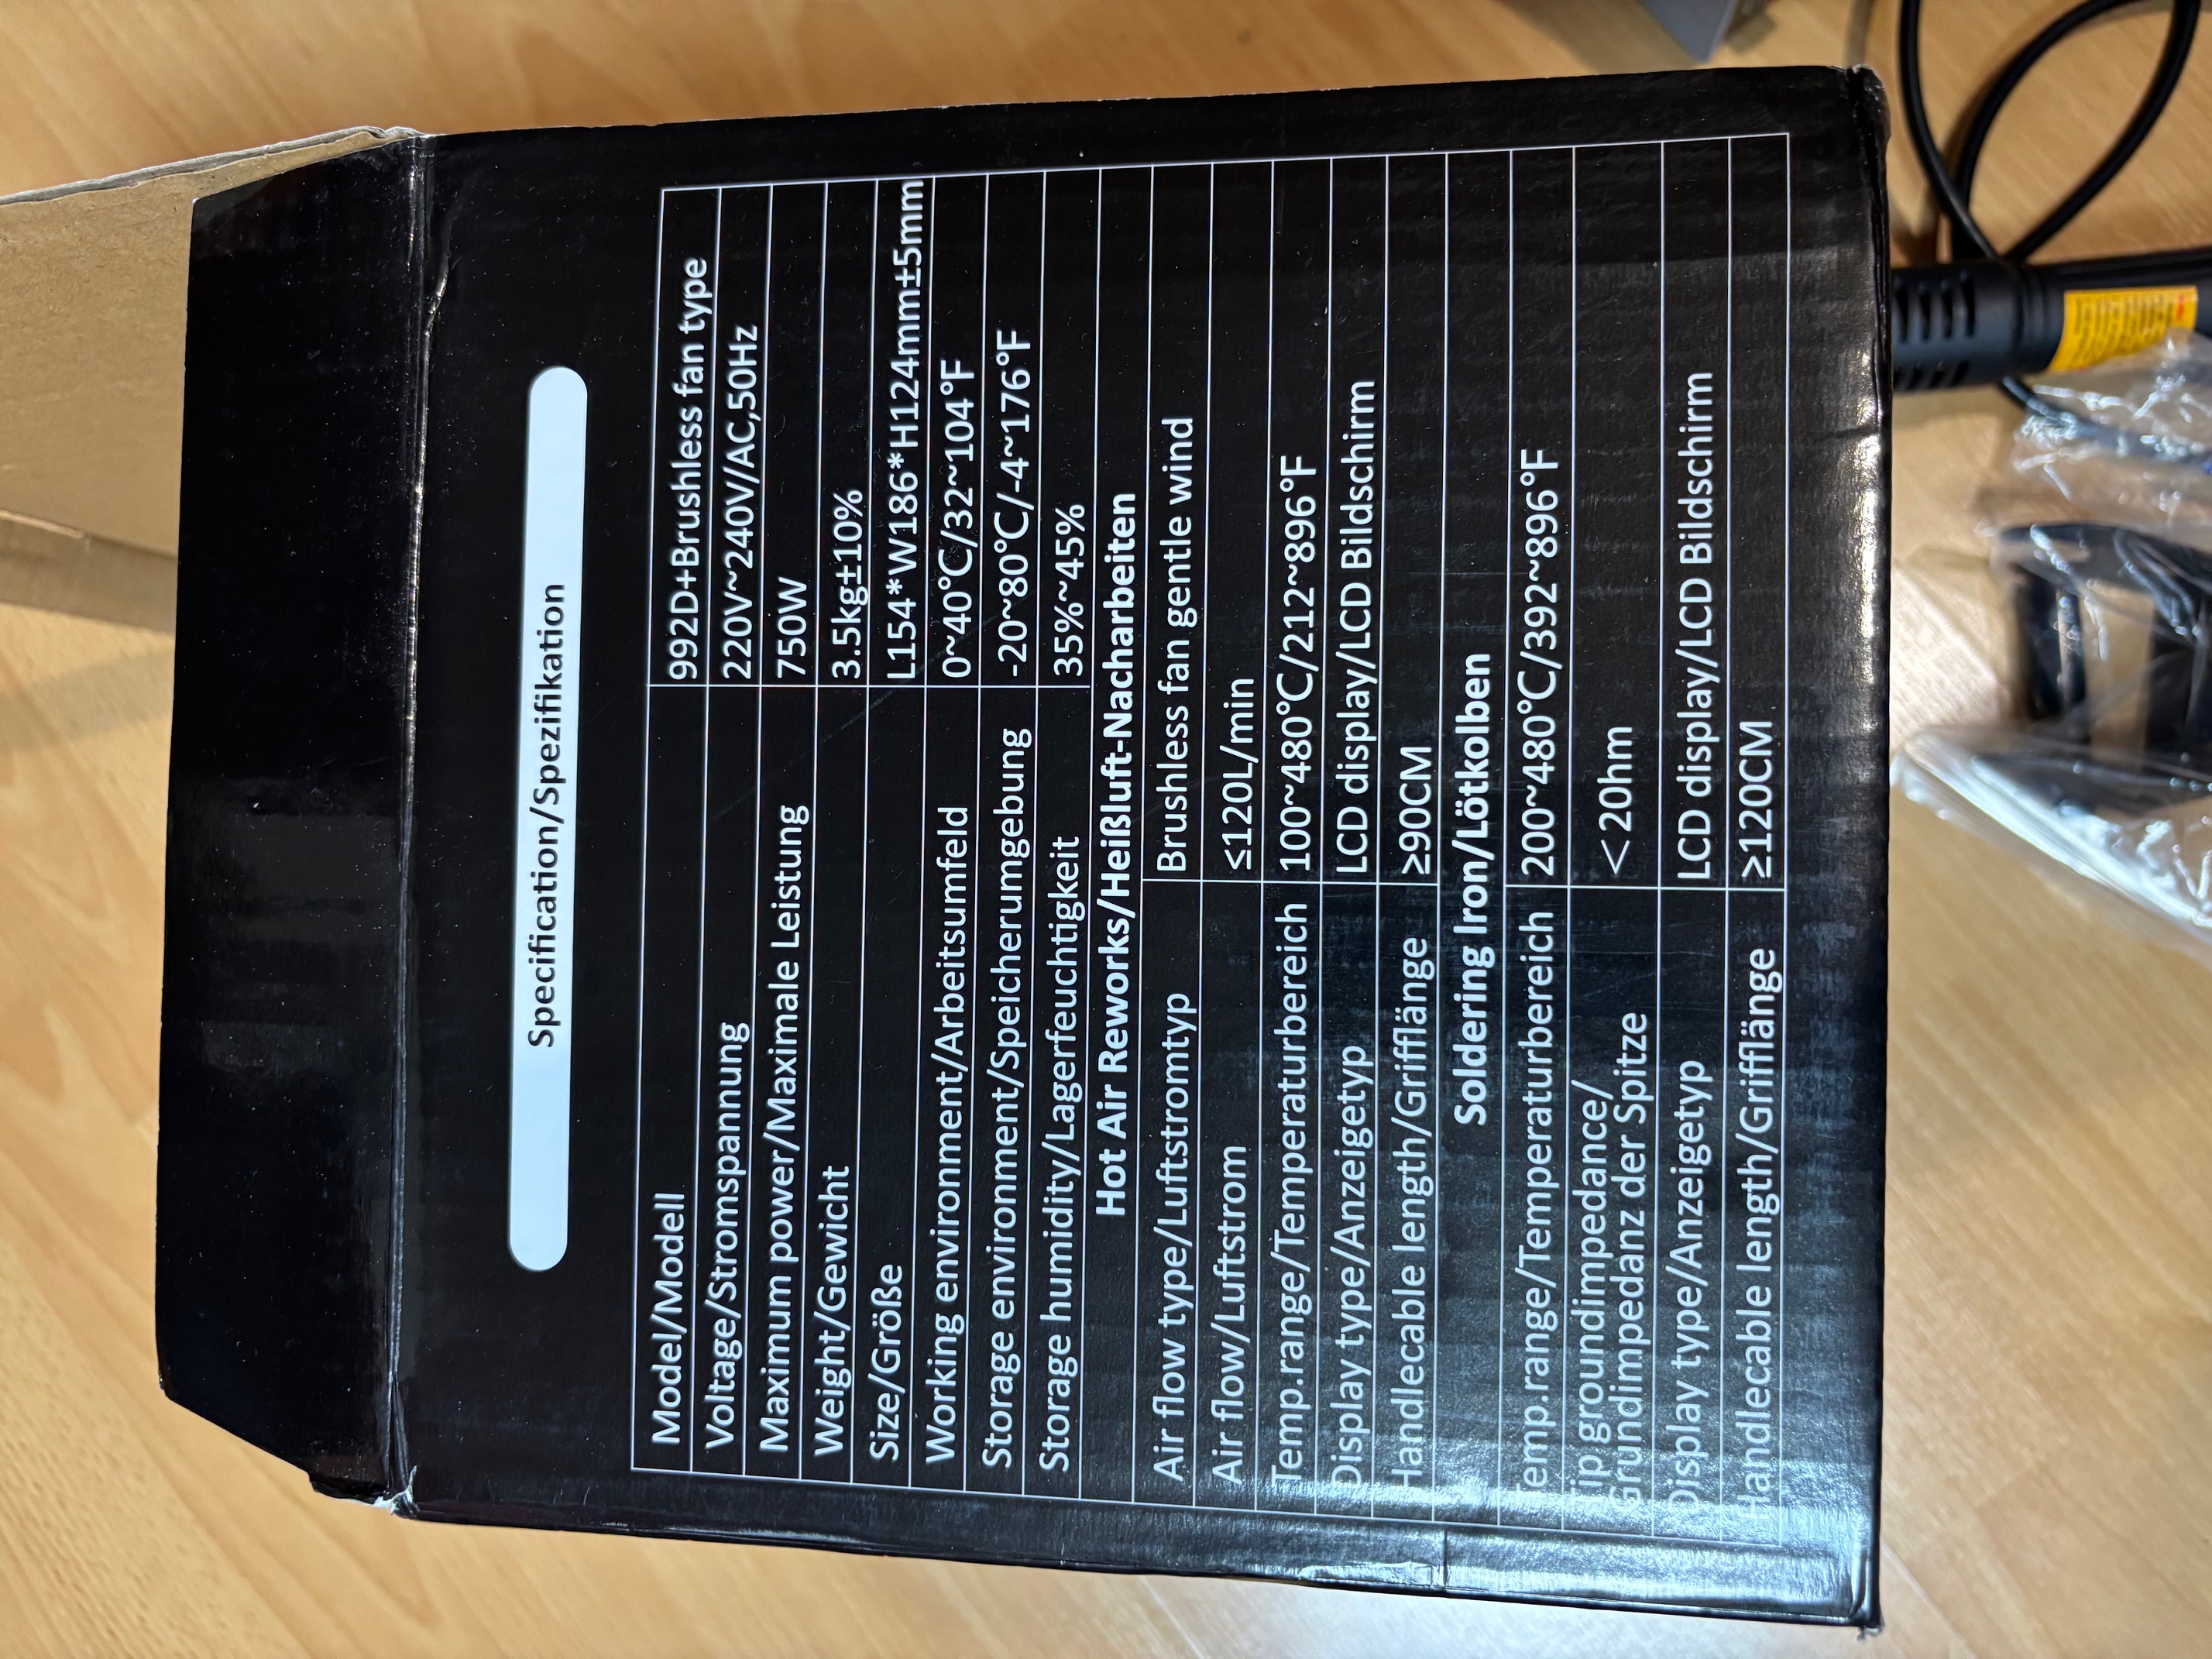 Specification/Spezifikation
Model/Modell 992D+Brushless fan type
Voltage/Stromspannung 220V~240V/AC,50Hz
Maximum power/Maximale Leistung 750W
Weight/Gewicht 3.5kg±10%
Size/Größe L154*W186*H124mm±5mm
Working environment/Arbeitsumfeld 0~40℃/32~104℉
Storage environment/Speicherumgebung -20~80℃/-4~176℉
Storage humidity/Lagerfeuchtigkeit 35%~45%
Hot Air Reworks/Heißluft-Nacharbeiten
Air flow type/Luftstromtyp Brushless fan gentle wind
Air flow/Luftstrom ≤120L/min
Temp.range/Temperaturbereich 100~480℃/212~896℉
Display type/Anzeigetyp LCD display/LCD Bildschirm
Handlecable length/Grifflänge ≥90CM
Soldering Iron/Lötkolben
Temp.range/Temperaturbereich 200~480℃/392~896℉
Tip groundimpedance/
Grundimpedanz der Spitze <20hm
Display type/Anzeigetyp LCD display/LCD Bildschirm
Handlecable length/Grifflänge ≥120CM